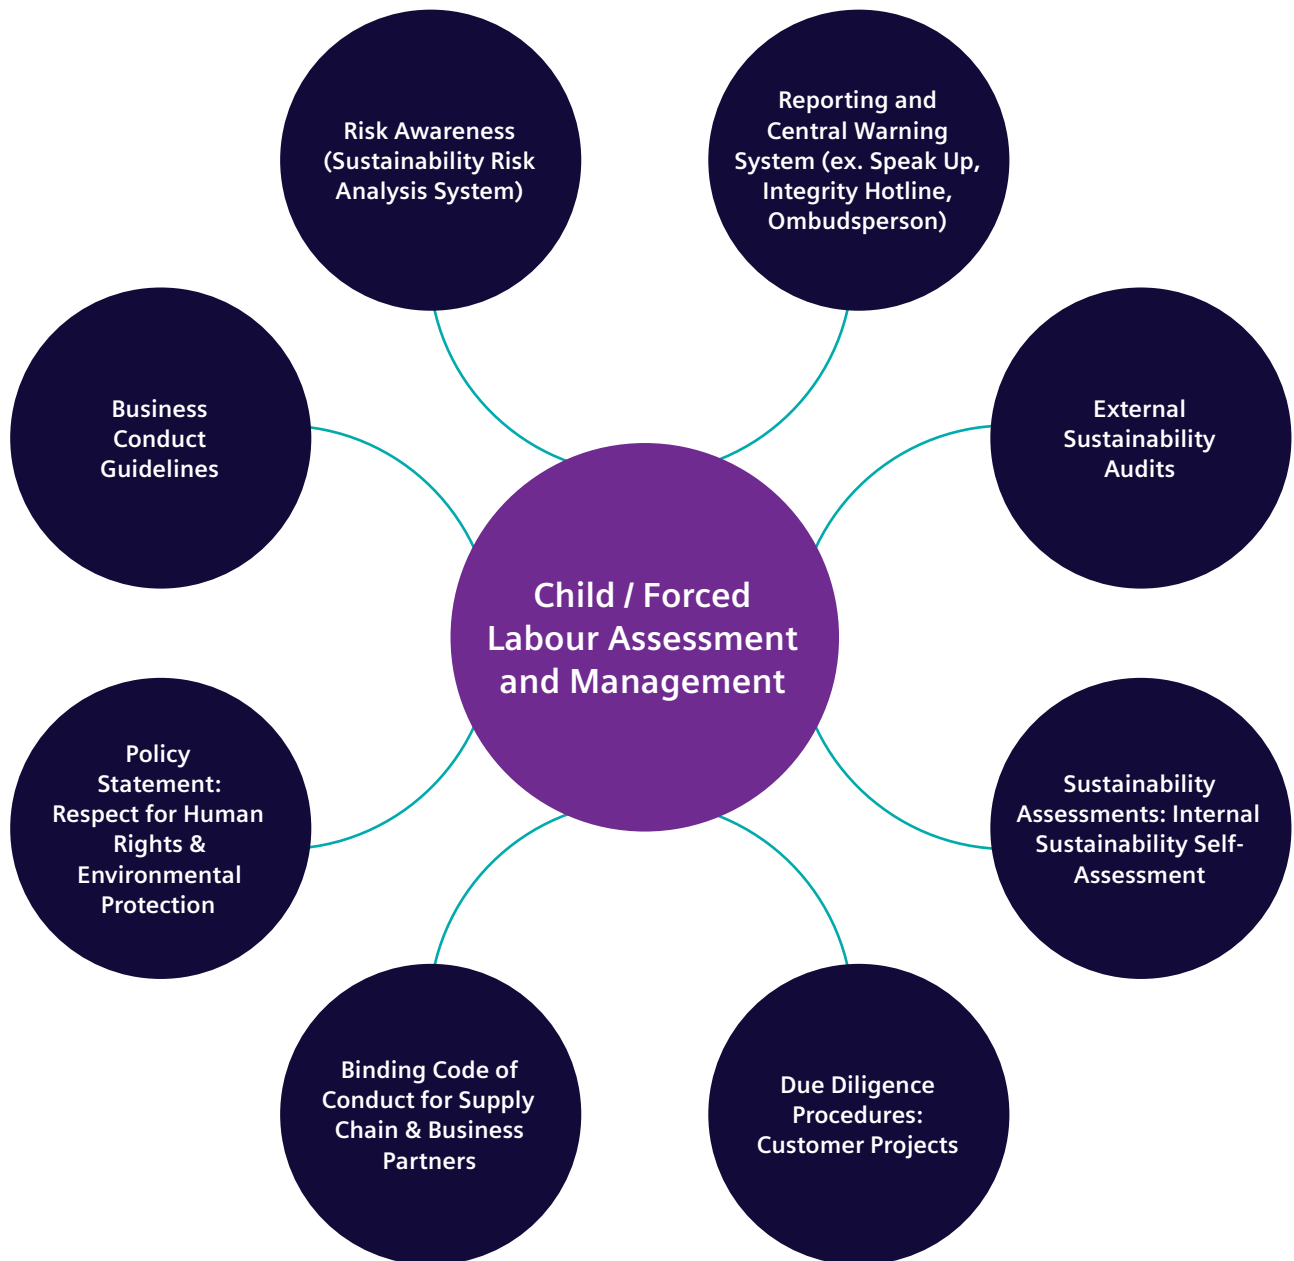 Risk Awareness
(Sustainability Risk
Analysis System)
Reporting and
Central Warning
System (ex. Speak Up,
Integrity Hotline,
Ombudsperson)
Business
Conduct
Guidelines
External
Sustainability
Audits
Child / Forced
Labour Assessment
and Management
Policy
Statement:
Respect for Human
Rights &
Environmental
Protection
Sustainability
Assessments: Internal
Sustainability Self-
Assessment
Binding Code of
Conduct for Supply
Chain & Business
Partners
Due Diligence
Procedures:
Customer Projects